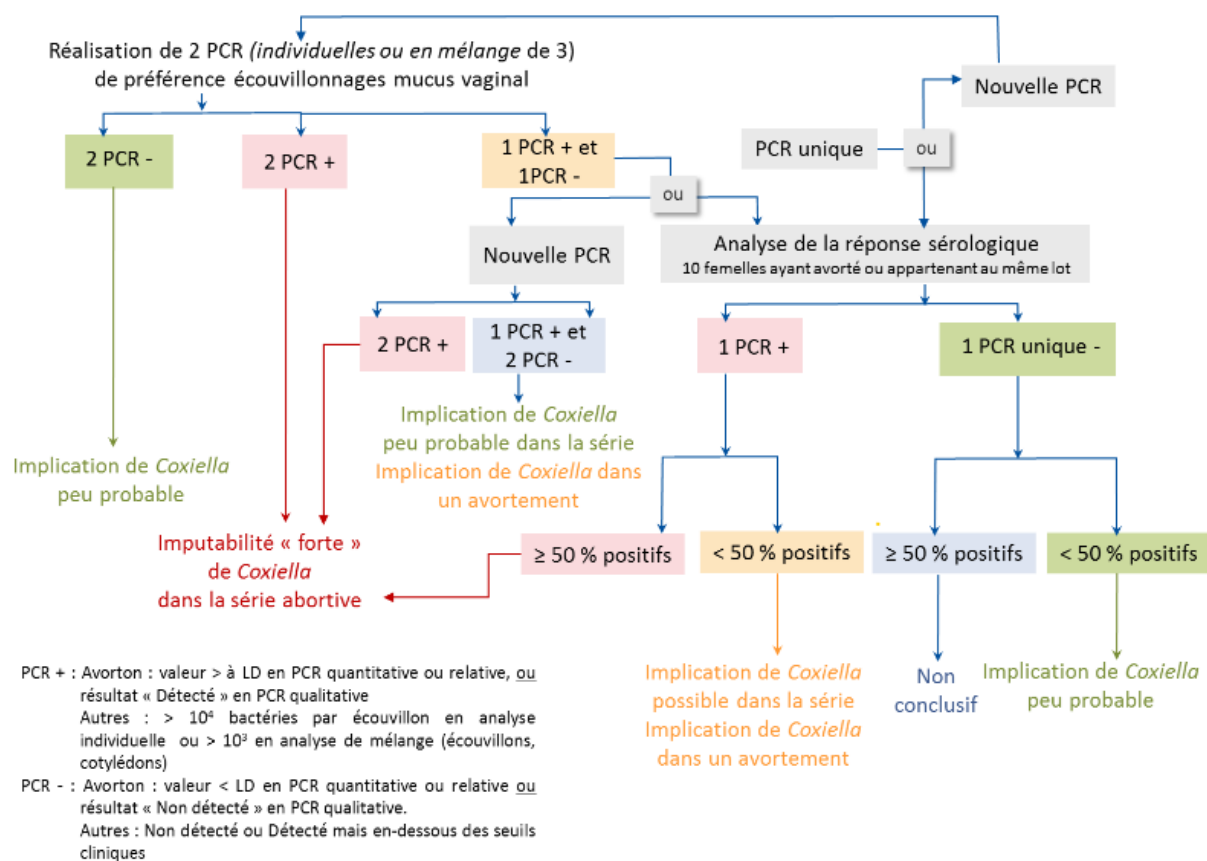 Réalisation de 2 PCR (individuelles ou en mélange de 3)
de préférence écouvillonnages mucus vaginal
Nouvelle PCR
2 PCR -
2 PCR +
1 PCR + et
1PCR -
PCR unique
ou
ou
Nouvelle PCR
Analyse de la réponse sérologique
10 femelles ayant avorté ou appartenant au même lot
2 PCR +
1 PCR + et
2 PCR -
1 PCR +
1 PCR unique -
Implication de Coxiella
peu probable
Implication de Coxiella
peu probable dans la série
Implication de Coxiella dans
un avortement
Imputabilité « forte »
de Coxiella
dans la série abortive
≥ 50 % positifs
< 50 % positifs
≥ 50 % positifs
< 50 % positifs
Implication de Coxiella
possible dans la série
Implication de Coxiella
dans un avortement
Non
conclusif
Implication de Coxiella
peu probable
PCR + : Avorton : valeur > à LD en PCR quantitative ou relative, ou
résultat « Détecté » en PCR qualitative
Autres : > 10⁴ bactéries par écouvillon en analyse
individuelle ou > 10³ en analyse de mélange (écouvillons,
cotylédons)
PCR - : Avorton : valeur < LD en PCR quantitative ou relative ou
résultat « Non détecté » en PCR qualitative.
Autres : Non détecté ou Détecté mais en-dessous des seuils
cliniques